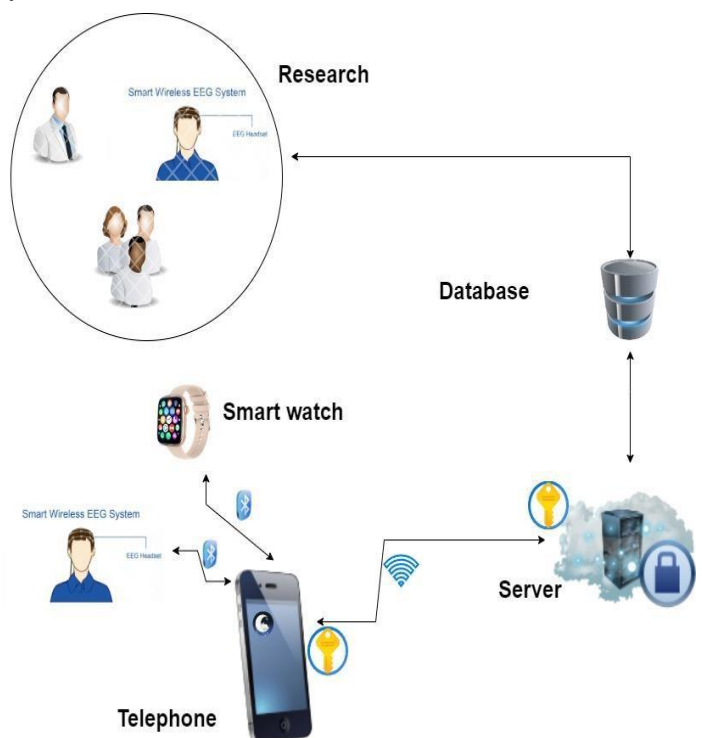 Research
Smart Wireless EEG System
EEG Headset
Database
Smart watch
Smart Wireless EEG System
EEG Headset
Server
Telephone